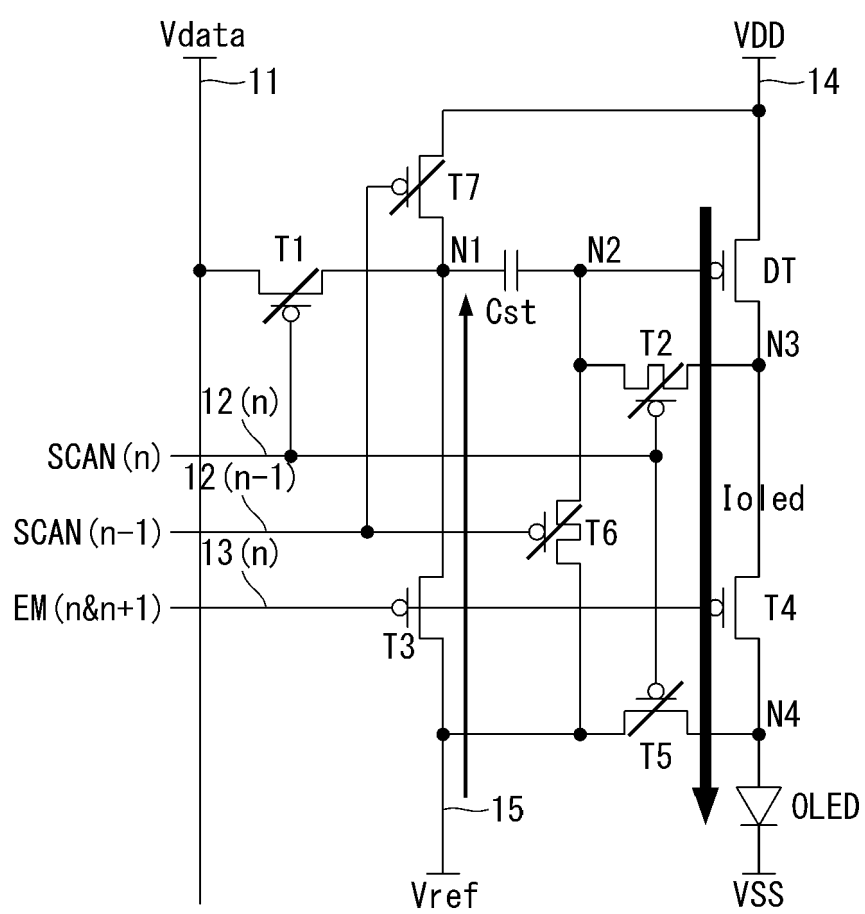 Vdata
VDD
11
14
T7
T1
N1
N2
DT
Cst
T2
N3
12(n)
SCAN(n)
12(n-1)
Ioled
SCAN(n-1)
T6
13(n)
EM(n&n+1)
T3
T4
N4
T5
15
OLED
Vref
VSS